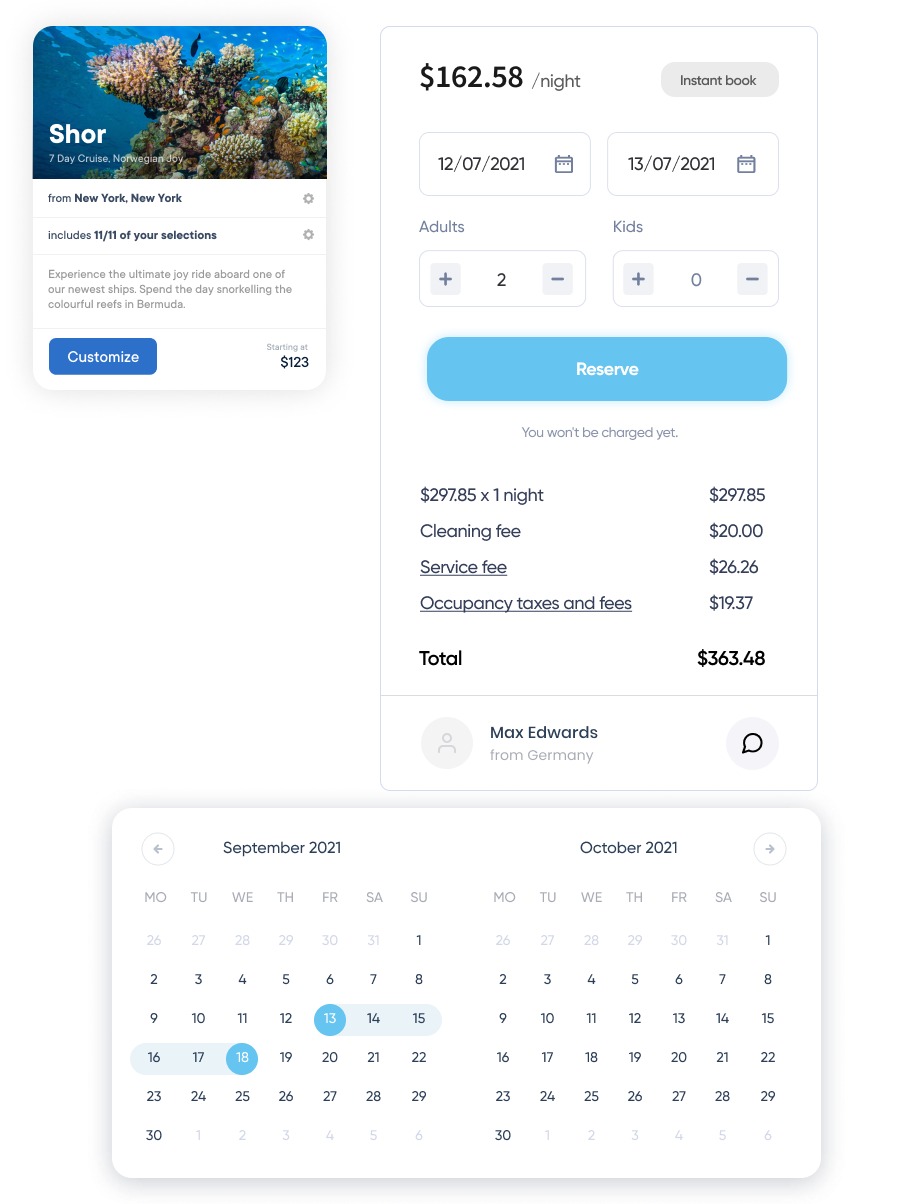 Shor
7 Day Cruise, Norwegian Joy
from New York, New York
includes 11/11 of your selections
Experience the ultimate joy ride aboard one of
our newest ships. Spend the day snorkelling the
colourful reefs in Bermuda.
Customize
Starting at
$123
$162.58 /night
Instant book
12/07/2021 13/07/2021
Adults Kids
+ 2 − + 0 −
Reserve
You won't be charged yet.
$297.85 x 1 night $297.85
Cleaning fee $20.00
Service fee $26.26
Occupancy taxes and fees $19.37
Total $363.48
Max Edwards
from Germany
September 2021
MO TU WE TH FR SA SU
26 27 28 29 30 31 1
2 3 4 5 6 7 8
9 10 11 12 13 14 15
16 17 18 19 20 21 22
23 24 25 26 27 28 29
30 1 2 3 4 5 6
October 2021
MO TU WE TH FR SA SU
26 27 28 29 30 31 1
2 3 4 5 6 7 8
9 10 11 12 13 14 15
16 17 18 19 20 21 22
23 24 25 26 27 28 29
30 1 2 3 4 5 6